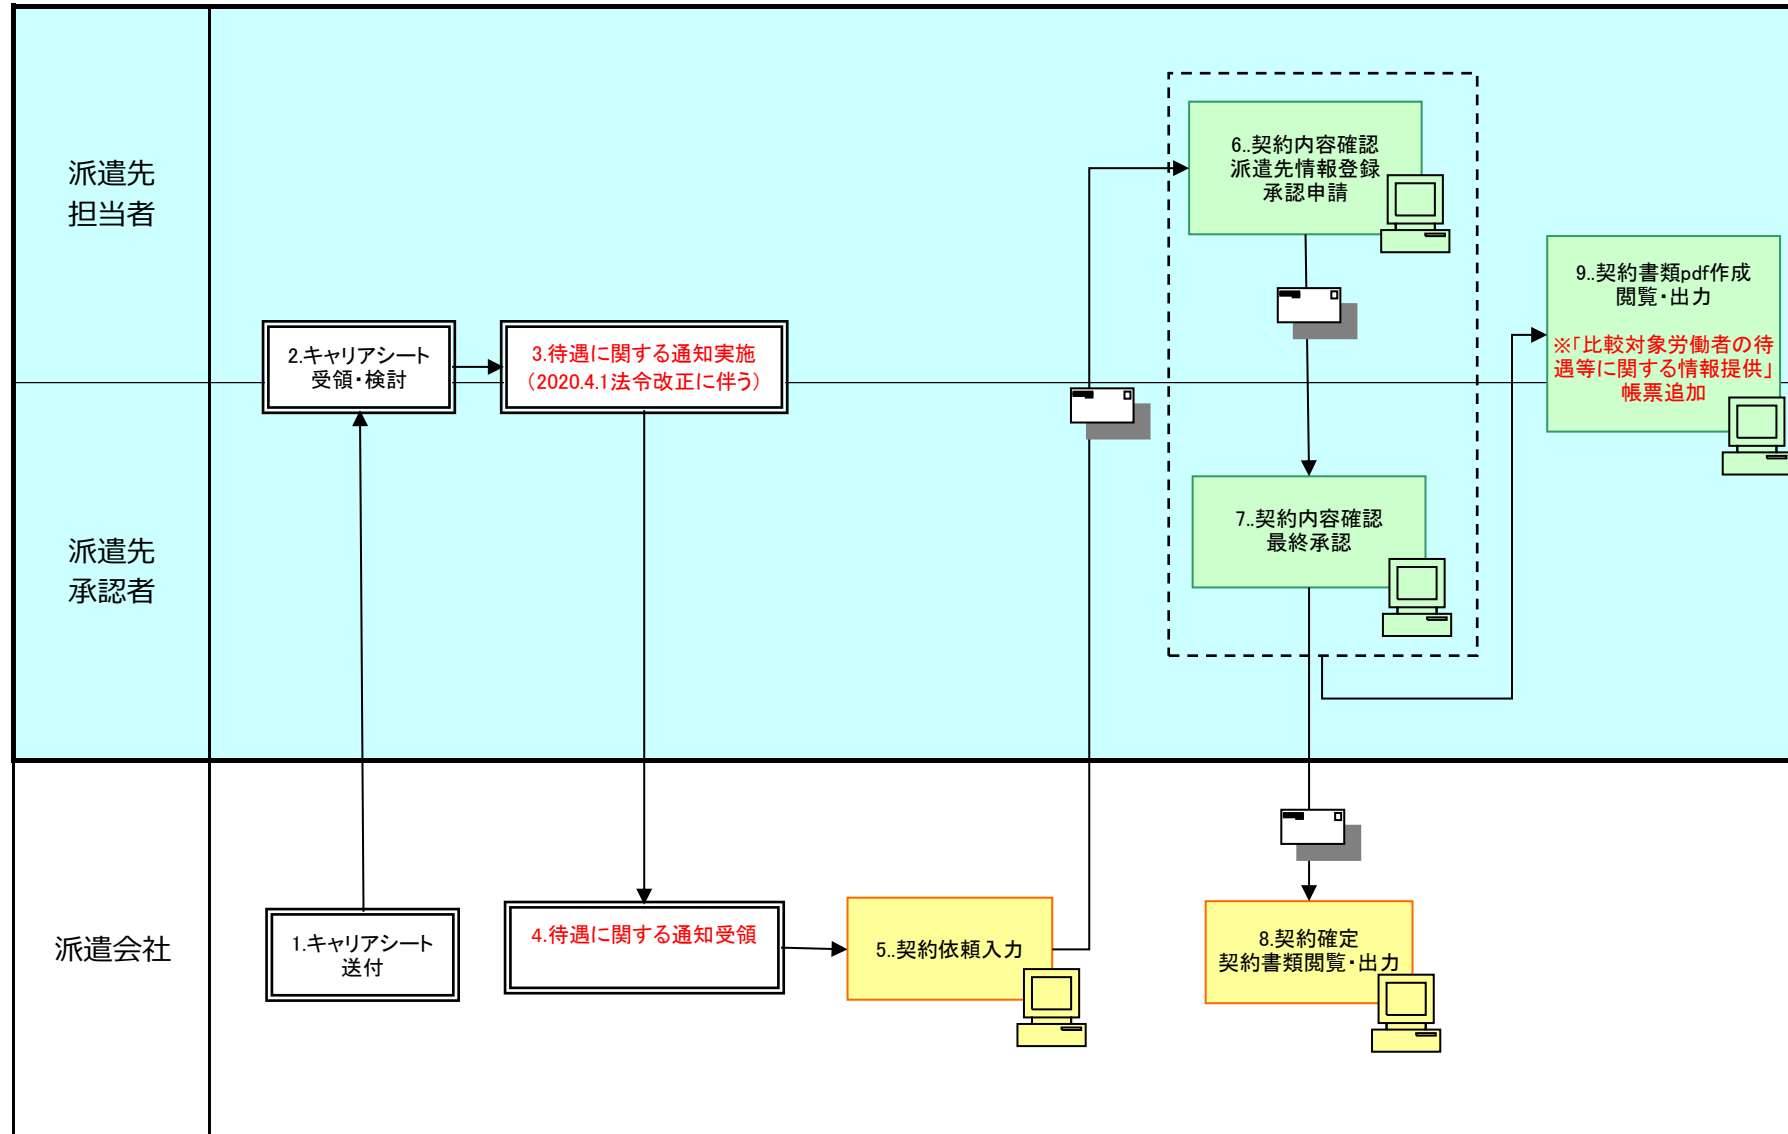 派遣先
担当者
6..契約内容確認
派遣先情報登録
承認申請
9..契約書類pdf作成
閲覧・出力
※「比較対象労働者の待
遇等に関する情報提供」
帳票追加
2.キャリアシート
受領・検討
3.待遇に関する通知実施
(2020.4.1法令改正に伴う)
派遣先
承認者
7..契約内容確認
最終承認
派遣会社
1.キャリアシート
送付
4.待遇に関する通知受領
5..契約依頼入力
8.契約確定
契約書類閲覧・出力